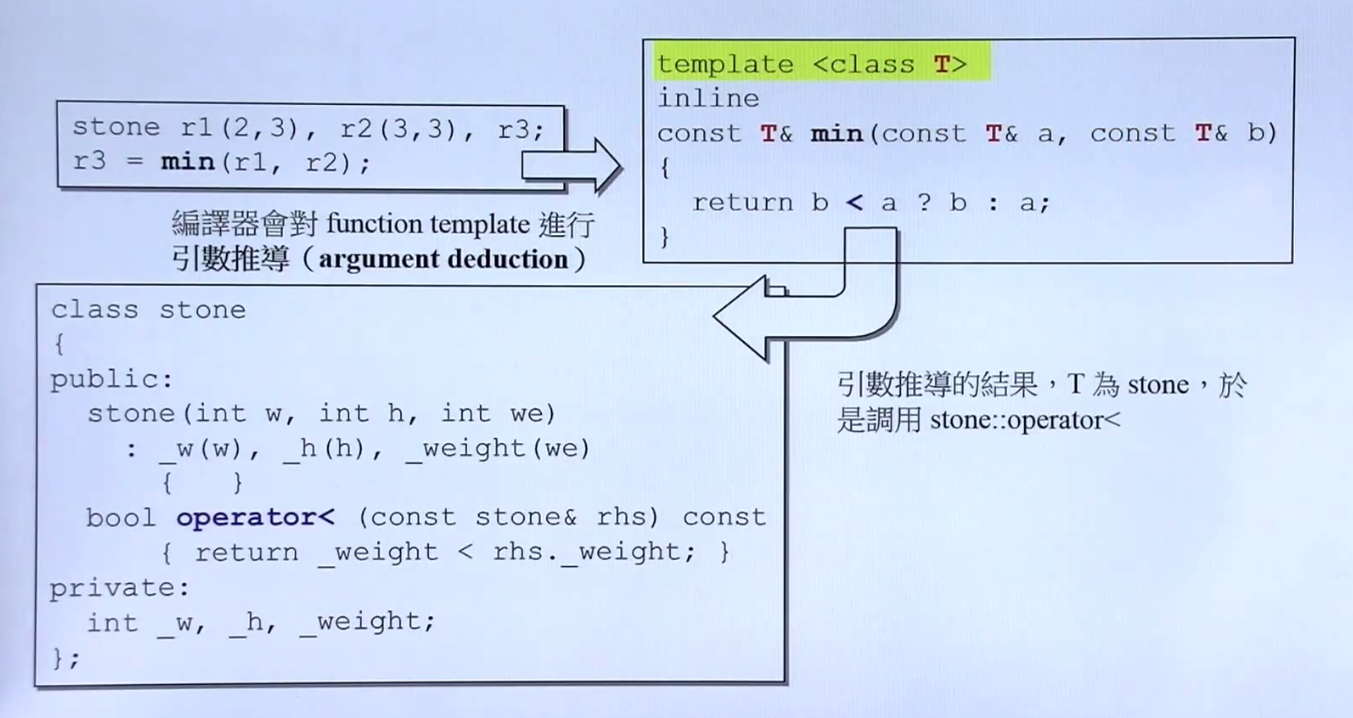 stone r1(2,3), r2(3,3), r3;
r3 = min(r1, r2);
編譯器會對 function template 進行
引數推導（argument deduction）
template <class T>
inline
const T& min(const T& a, const T& b)
{
return b < a ? b : a;
}
class stone
{
public:
stone(int w, int h, int we)
: _w(w), _h(h), _weight(we)
{ }
bool operator< (const stone& rhs) const
{ return _weight < rhs._weight; }
private:
int _w, _h, _weight;
};
引數推導的結果，T 為 stone，於
是調用 stone::operator<